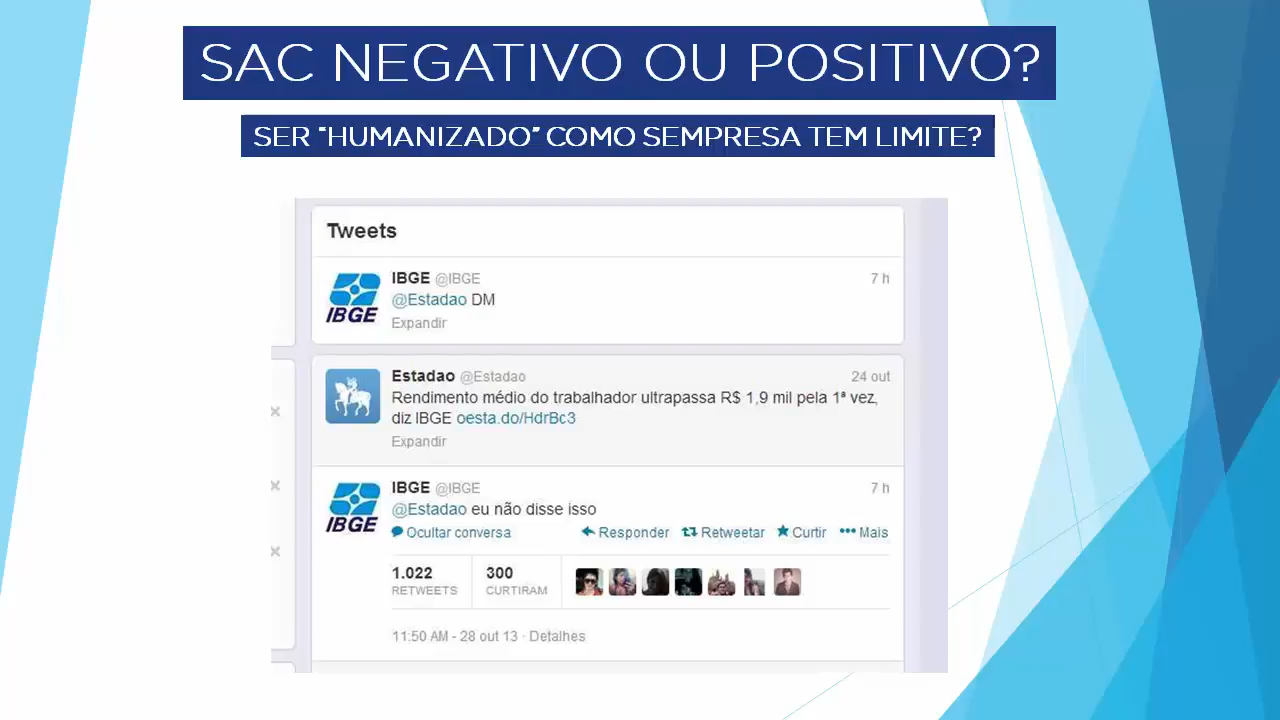 SAC NEGATIVO OU POSITIVO?
SER “HUMANIZADO” COMO SEMPRESA TEM LIMITE?
Tweets
IBGE @IBGE 7 h
@Estadao DM
Expandir
IBGE
Estadao @Estadao 24 out
Rendimento médio do trabalhador ultrapassa R$ 1,9 mil pela 1ª vez,
diz IBGE oesta.do/HdrBc3
Expandir
IBGE @IBGE 7 h
@Estadao eu não disse isso
IBGE
Ocultar conversa Responder Retweetar Curtir Mais
1.022 300
RETWEETS CURTIRAM
11:50 AM - 28 out 13 · Detalhes